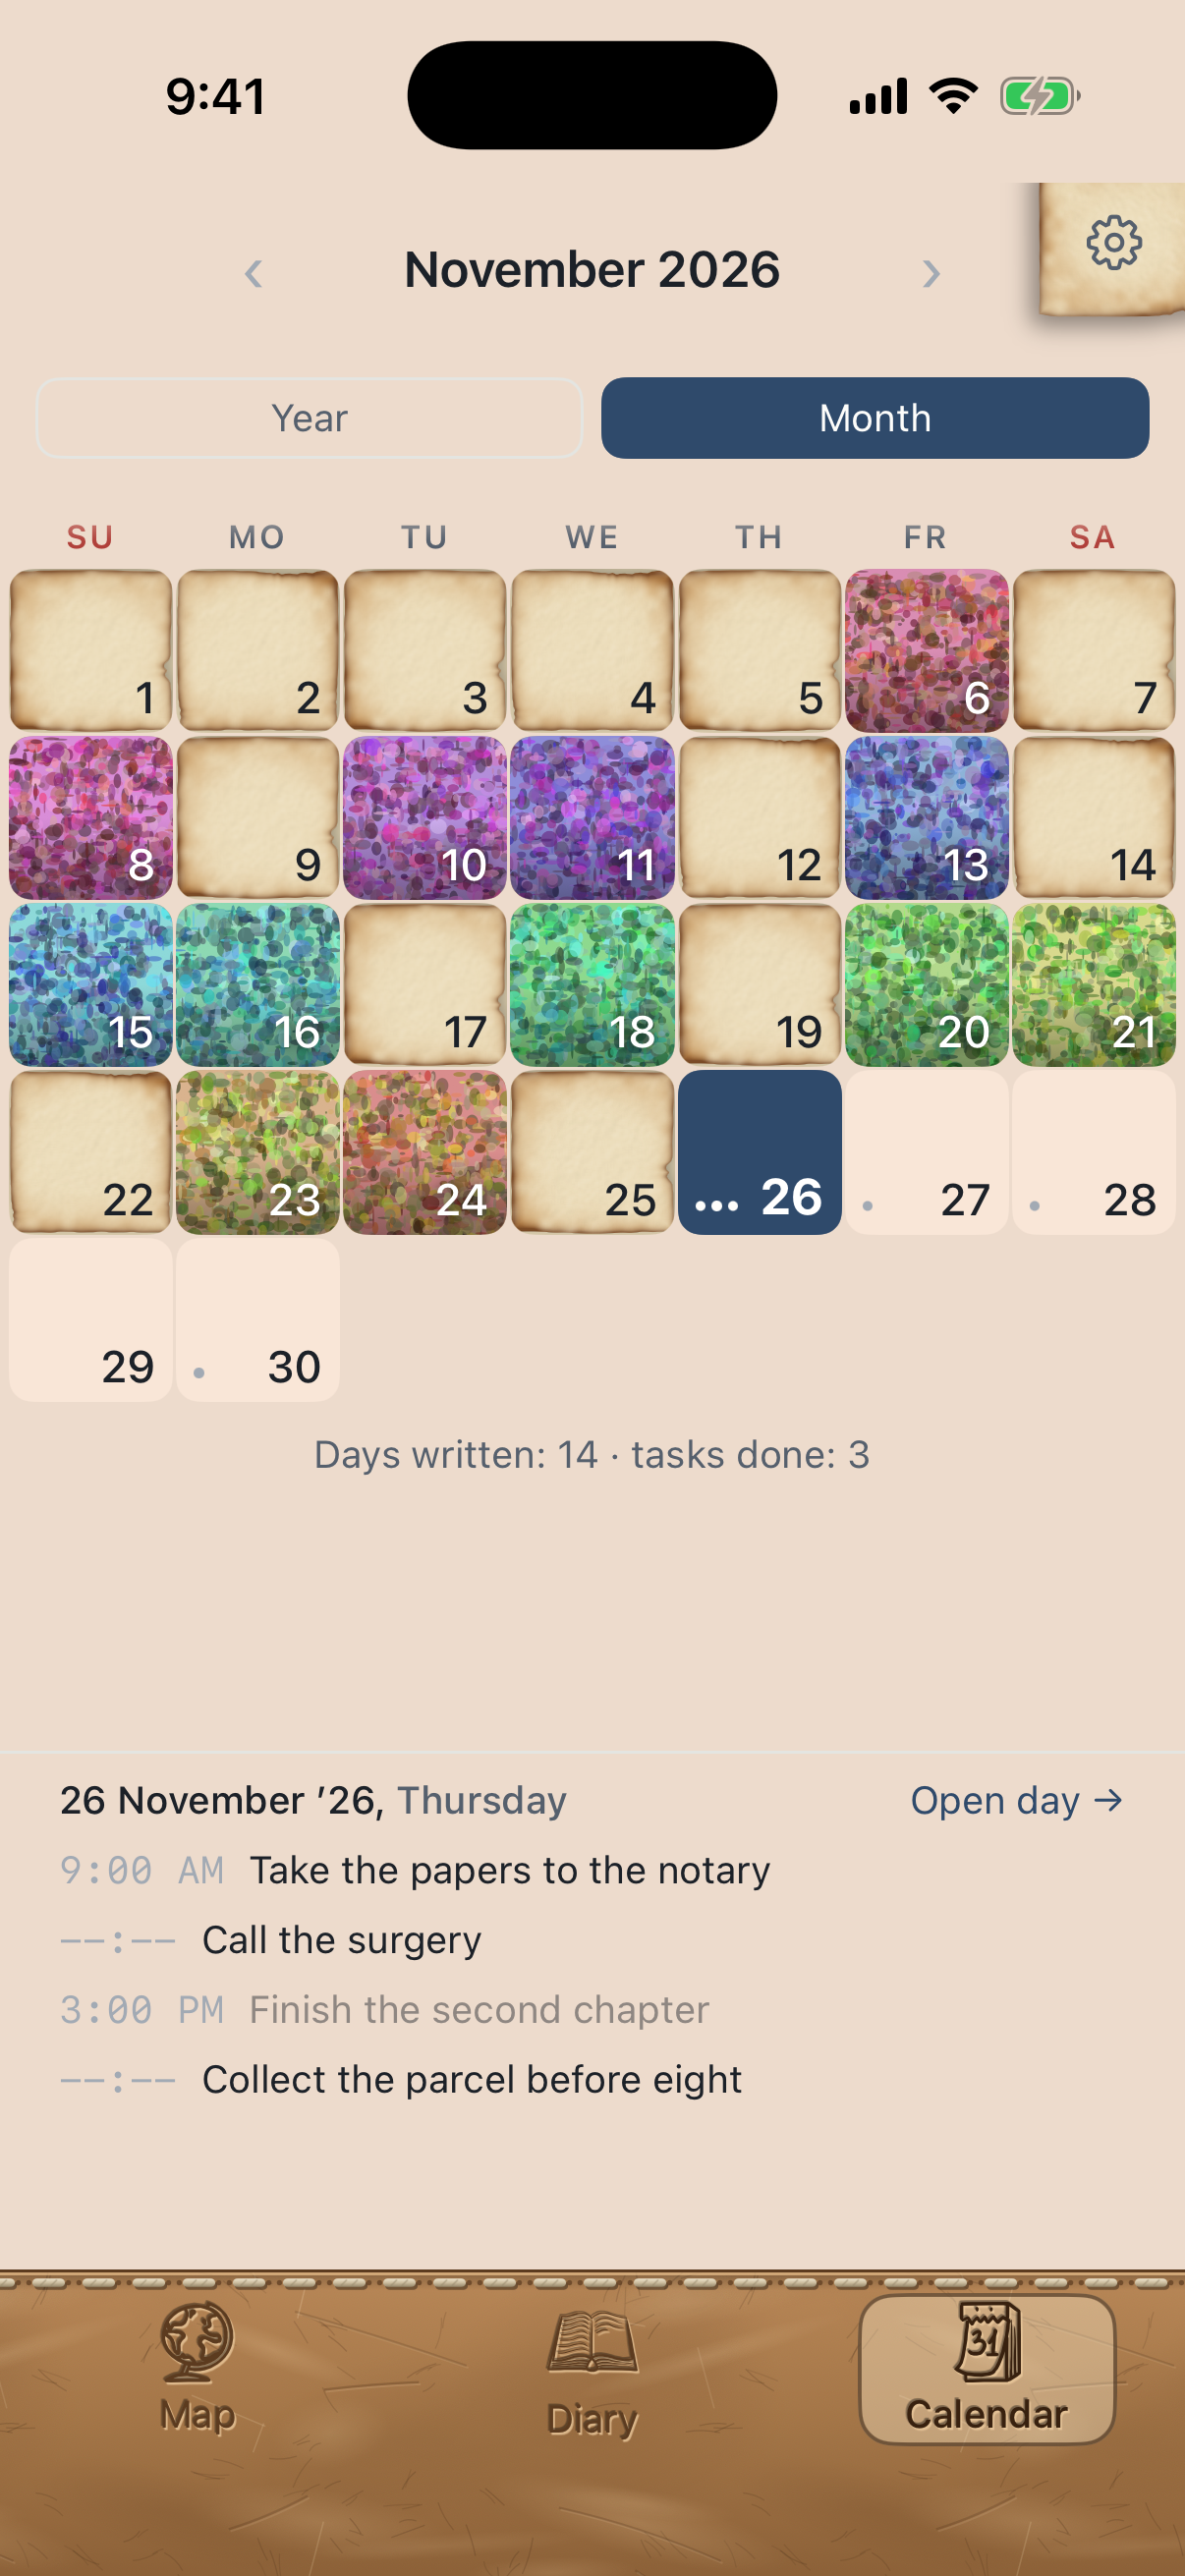 9:41
‹ November 2026 ›
Year Month
SU MO TU WE TH FR SA
1 2 3 4 5 6 7
8 9 10 11 12 13 14
15 16 17 18 19 20 21
22 23 24 25 ... 26 . 27 . 28
29 . 30
Days written: 14 · tasks done: 3
26 November ’26, Thursday Open day →
9:00 AM Take the papers to the notary
––:–– Call the surgery
3:00 PM Finish the second chapter
––:–– Collect the parcel before eight
31
Map Diary Calendar